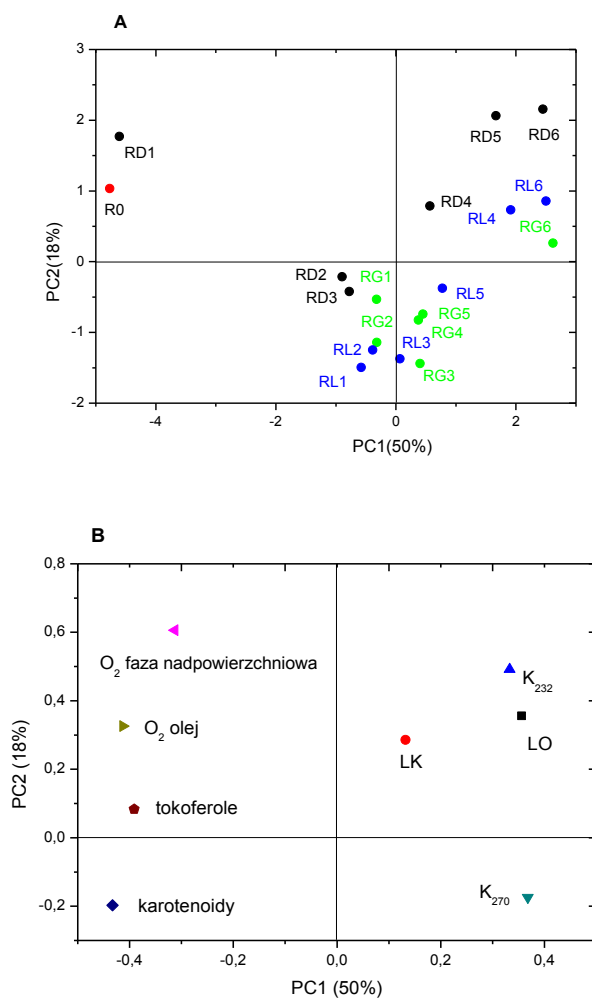 A
3
2
1
0
-1
-2
PC2(18%)
RD1
R0
RD5
RD6
RD4
RL6
RL4
RG6
RD2
RG1
RD3
RL5
RG5
RG2
RG4
RL2
RL3
RL1
RG3
-4
-2
0
2
PC1(50%)
B
0,8
0,6
0,4
0,2
0,0
-0,2
PC2 (18%)
O2 faza nadpowierzchniowa
K232
O2 olej
LO
LK
tokoferole
karotenoidy
K270
-0,4
-0,2
0,0
0,2
0,4
PC1 (50%)